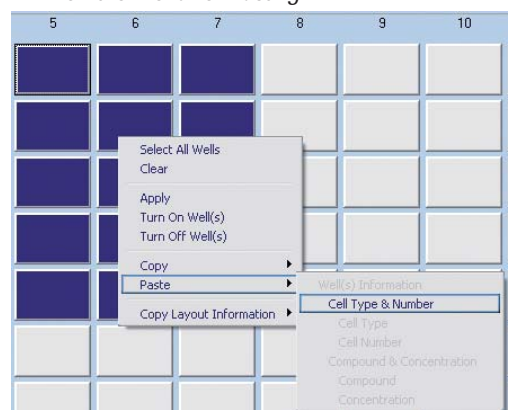 5 6 7 8 9 10
Select All Wells
Clear
Apply
Turn On Well(s)
Turn Off Well(s)
Copy
Paste
Copy Layout Information
Well(s) Information
Cell Type & Number
Cell Type
Cell Number
Compound & Concentration
Compound
Concentration